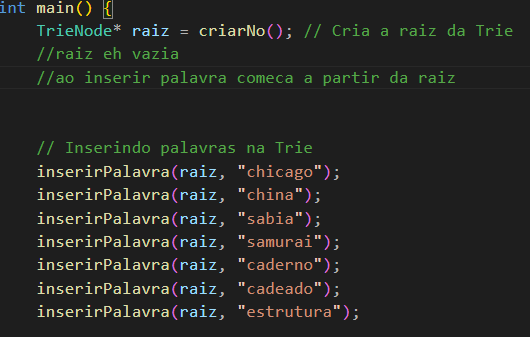 int main() {
TrieNode* raiz = criarNo(); // Cria a raiz da Trie
//raiz eh vazia
//ao inserir palavra comeca a partir da raiz
// Inserindo palavras na Trie
inserirPalavra(raiz, "chicago");
inserirPalavra(raiz, "china");
inserirPalavra(raiz, "sabia");
inserirPalavra(raiz, "samurai");
inserirPalavra(raiz, "caderno");
inserirPalavra(raiz, "cadeado");
inserirPalavra(raiz, "estrutura");